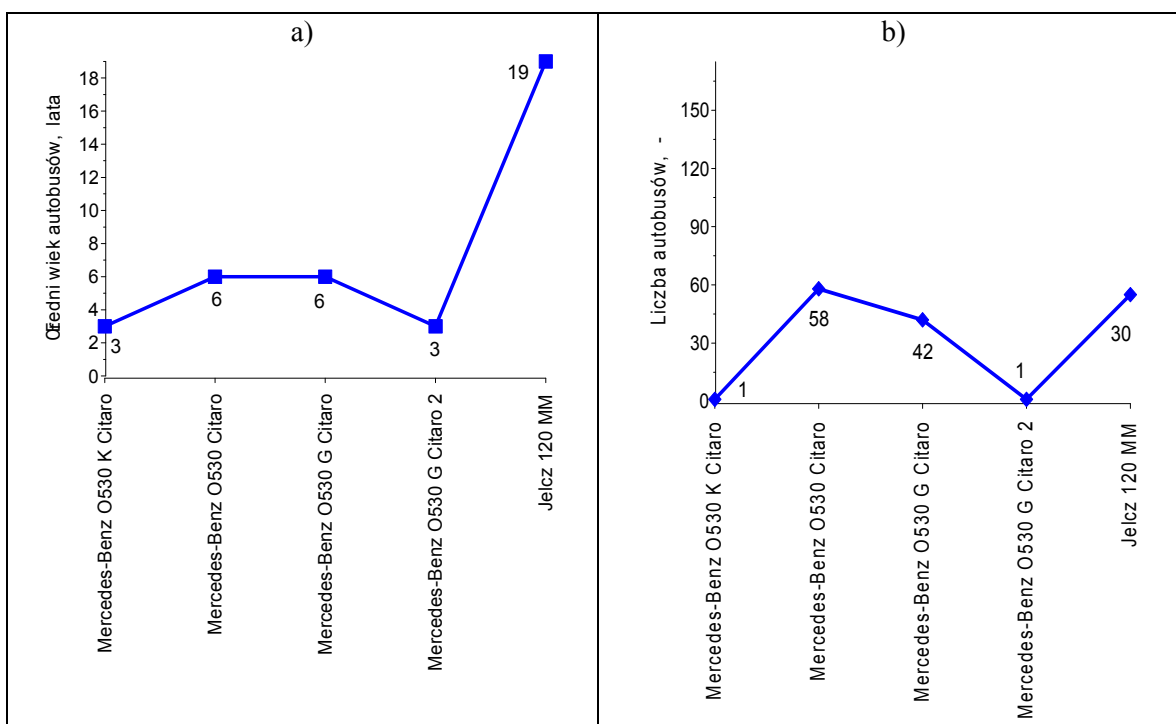 a)
Œredni wiek autobusów, lata
18
16
14
12
10
8
6
4
2
0
3
6
6
3
19
Mercedes-Benz O530 K Citaro
Mercedes-Benz O530 Citaro
Mercedes-Benz O530 G Citaro
Mercedes-Benz O530 G Citaro 2
Jelcz 120 MM
b)
Liczba autobusów, -
150
120
90
60
30
0
1
58
42
1
30
Mercedes-Benz O530 K Citaro
Mercedes-Benz O530 Citaro
Mercedes-Benz O530 G Citaro
Mercedes-Benz O530 G Citaro 2
Jelcz 120 MM